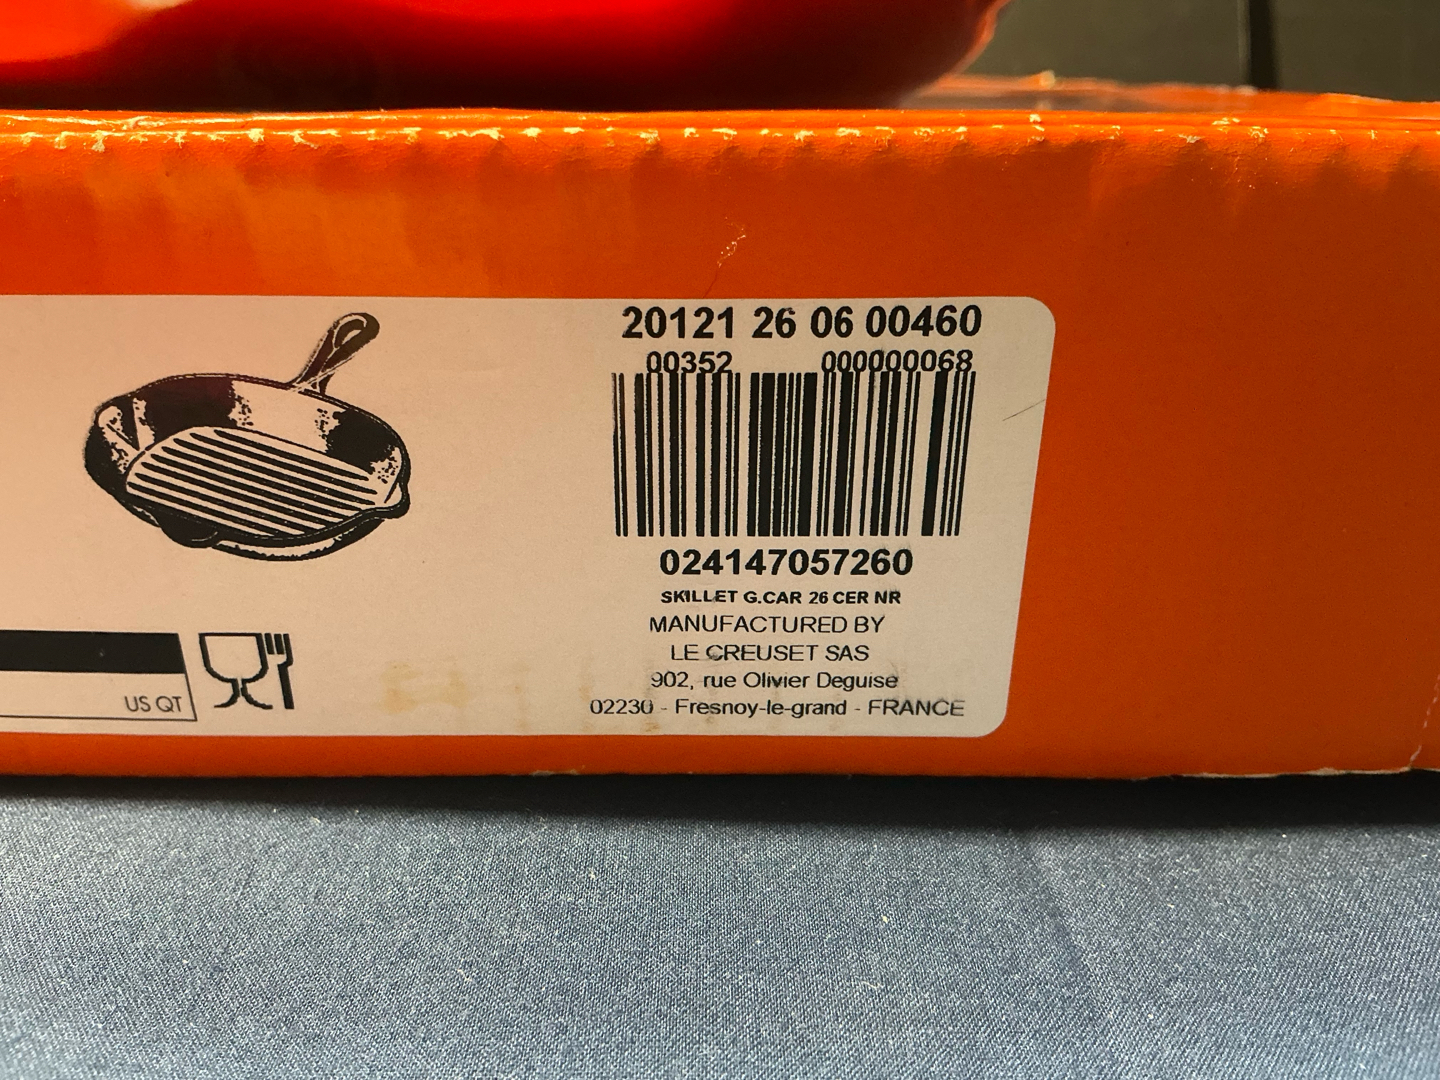 20121 26 06 00460
00352 000000068
024147057260
SKILLET G.CAR 26 CER NR
MANUFACTURED BY
LE CREUSET SAS
902, rue Olivier Deguise
02230 - Fresnoy-le-grand - FRANCE
US QT